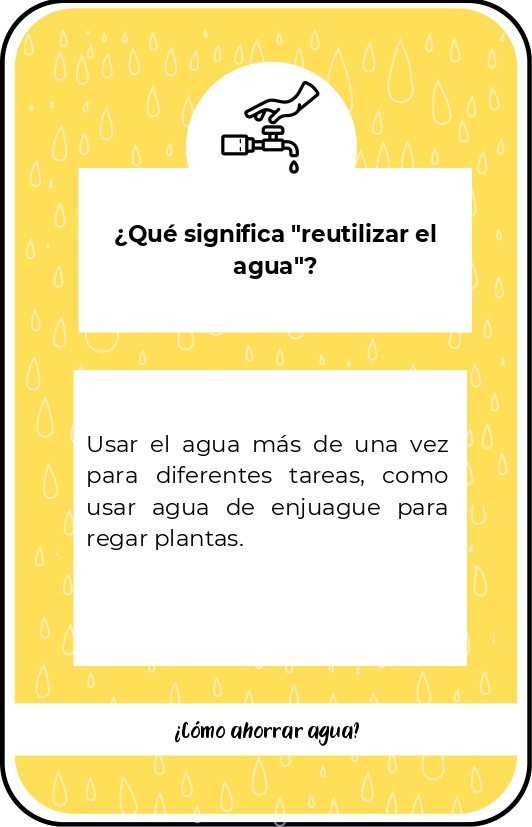 ¿Qué significa "reutilizar el
agua"?
Usar el agua más de una vez
para diferentes tareas, como
usar agua de enjuague para
regar plantas.
¿Cómo ahorrar agua?